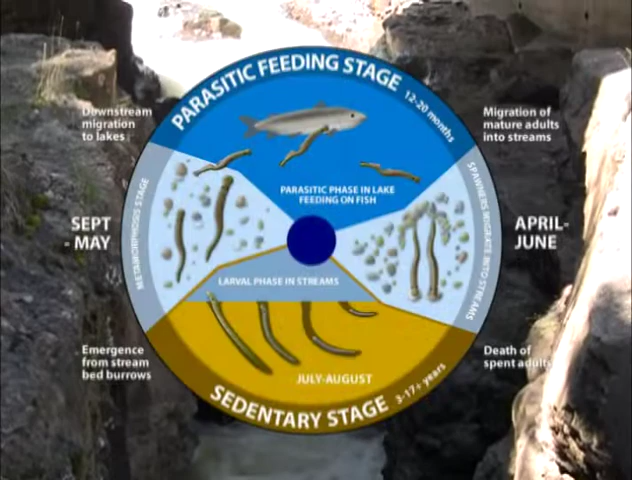 PARASITIC FEEDING STAGE
12-20 months
Downstream
migration
to lakes
Migration of
mature adults
into streams
PARASITIC PHASE IN LAKE
FEEDING ON FISH
METAMORPHOSIS STAGE
SPAWNERS MIGRATE INTO STREAMS
SEPT
- MAY
APRIL-
JUNE
LARVAL PHASE IN STREAMS
Emergence
from stream
bed burrows
Death of
spent adults
JULY-AUGUST
SEDENTARY STAGE
3-17+ years